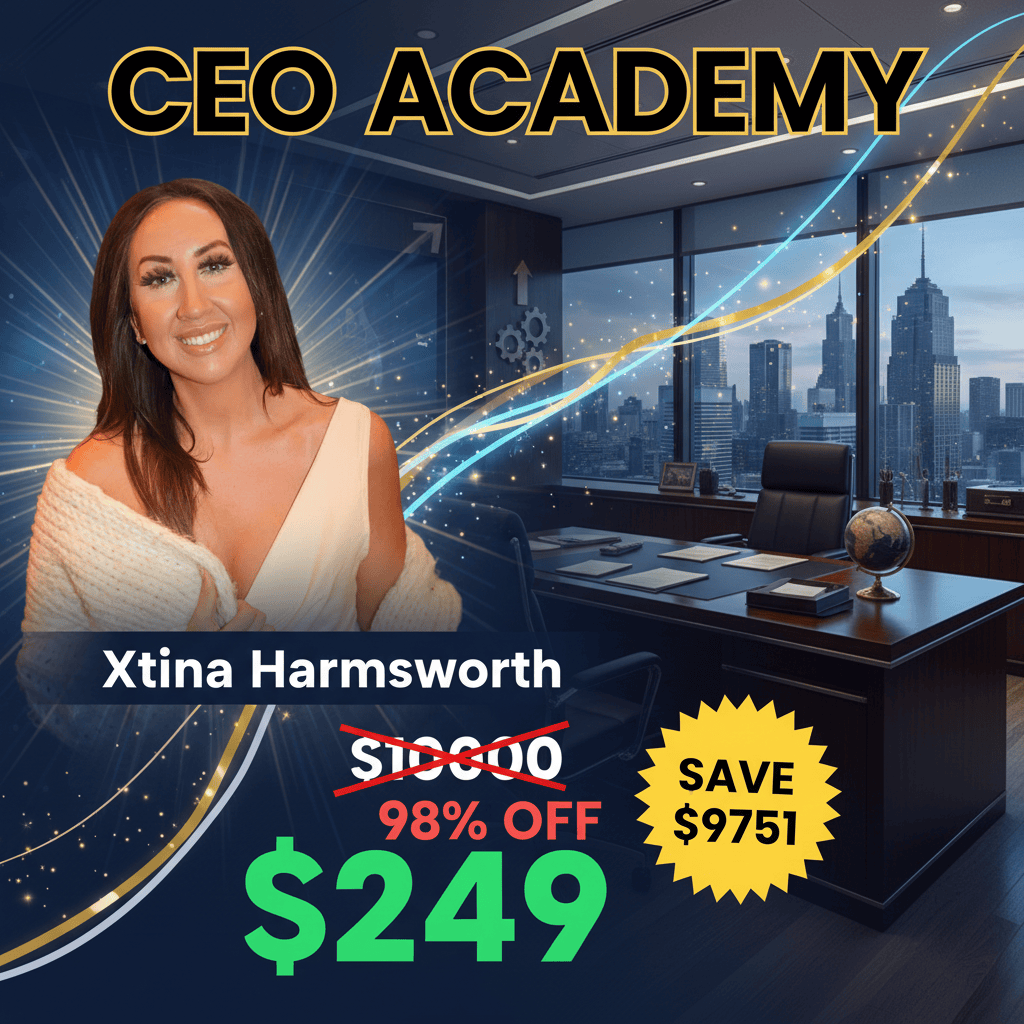 CEO ACADEMY
Xtina Harmsworth
$10000
98% OFF
$249
SAVE
$9751